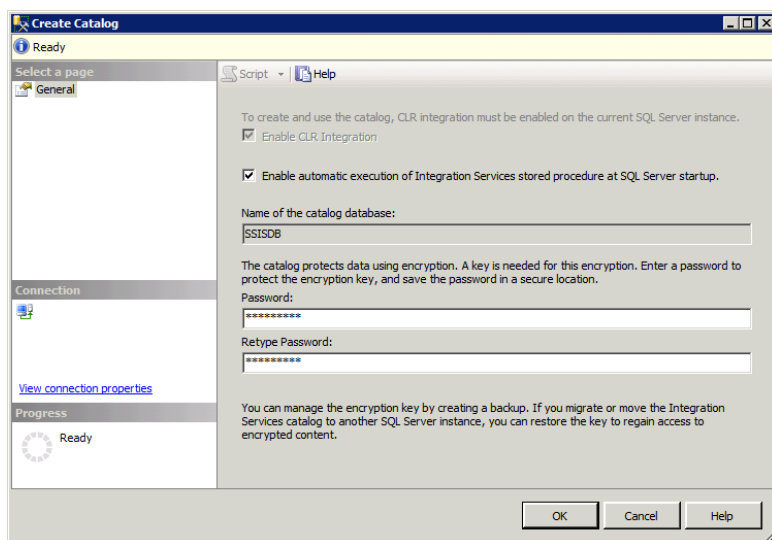 Create Catalog
Ready
Select a page
General
Script
Help
To create and use the catalog, CLR integration must be enabled on the current SQL Server instance.
Enable CLR Integration
Enable automatic execution of Integration Services stored procedure at SQL Server startup.
Name of the catalog database:
SSISDB
The catalog protects data using encryption. A key is needed for this encryption. Enter a password to
protect the encryption key, and save the password in a secure location.
Password:
*********
Retype Password:
*********
You can manage the encryption key by creating a backup. If you migrate or move the Integration
Services catalog to another SQL Server instance, you can restore the key to regain access to
encrypted content.
Connection
View connection properties
Progress
Ready
OK
Cancel
Help